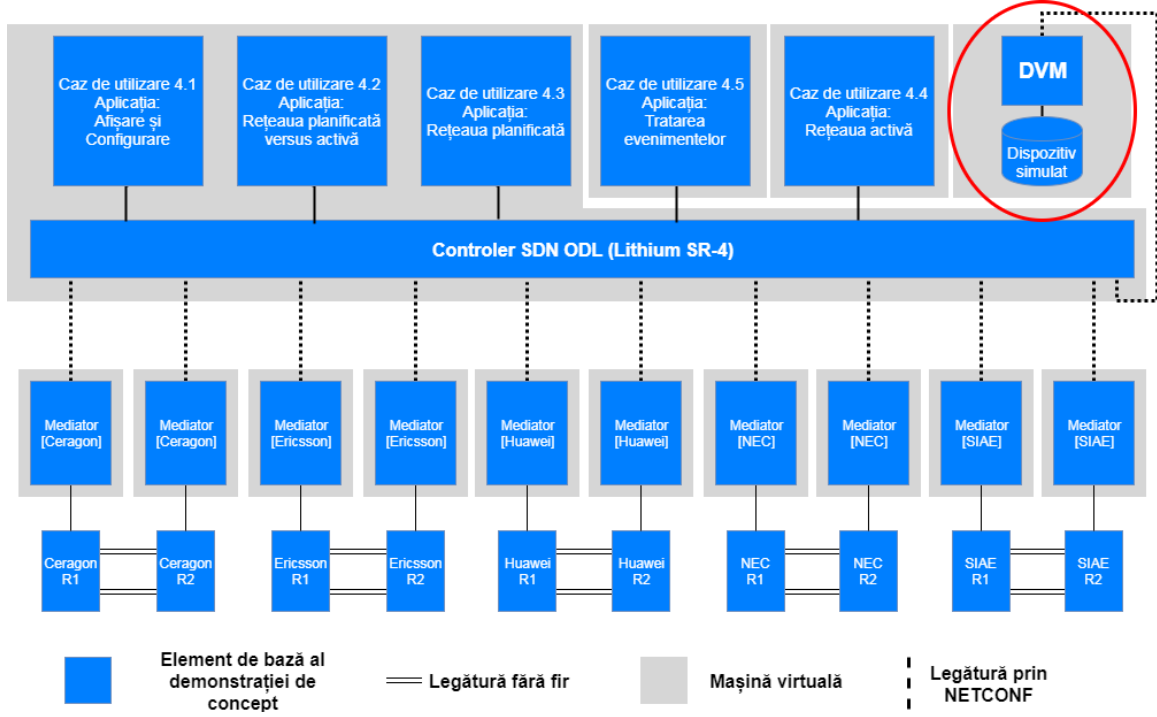 Caz de utilizare 4.1
Aplicația:
Afișare și
Configurare
Caz de utilizare 4.2
Aplicația:
Rețeaua planificată
versus activă
Caz de utilizare 4.3
Aplicația:
Rețeaua planificată
Caz de utilizare 4.5
Aplicația:
Tratarea
evenimentelor
Caz de utilizare 4.4
Aplicația:
Rețeaua activă
DVM
Dispozitiv
simulat
Controler SDN ODL (Lithium SR-4)
Mediator
[Ceragon]
Mediator
[Ceragon]
Mediator
[Ericsson]
Mediator
[Ericsson]
Mediator
[Huawei]
Mediator
[Huawei]
Mediator
[NEC]
Mediator
[NEC]
Mediator
[SIAE]
Mediator
[SIAE]
Ceragon
R1
Ceragon
R2
Ericsson
R1
Ericsson
R2
Huawei
R1
Huawei
R2
NEC
R1
NEC
R2
SIAE
R1
SIAE
R2
Element de bază al
demonstrației de
concept
Legătură fără fir
Mașină virtuală
Legătură prin
NETCONF